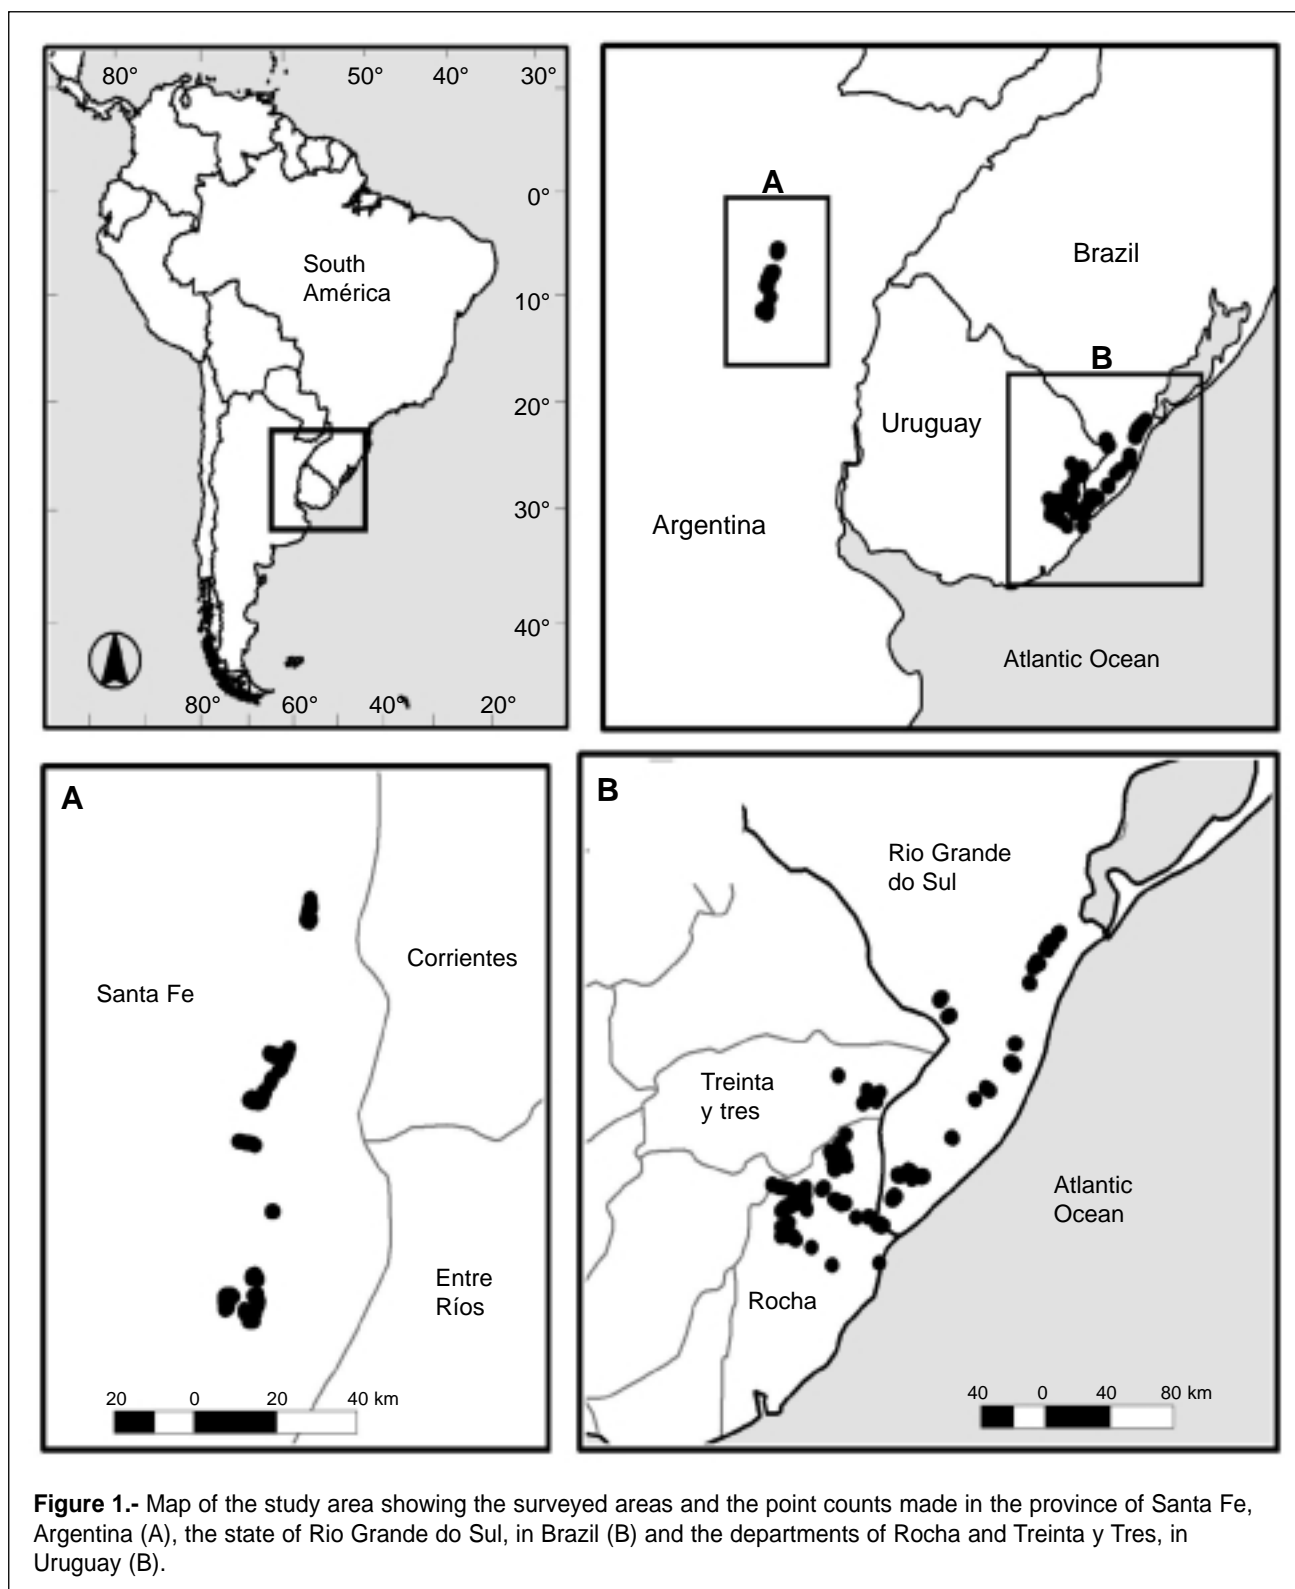 80°
50°
40°
30°
0°
South
América
10°
20°
30°
40°
80°
60°
40°
20°
A
Brazil
B
Uruguay
Argentina
Atlantic Ocean
A
Corrientes
Santa Fe
Entre
Ríos
20 0 20 40 km
B
Rio Grande
do Sul
Treinta
y tres
Atlantic
Ocean
Rocha
40 0 40 80 km
Figure 1.- Map of the study area showing the surveyed areas and the point counts made in the province of Santa Fe,
Argentina (A), the state of Rio Grande do Sul, in Brazil (B) and the departments of Rocha and Treinta y Tres, in
Uruguay (B).